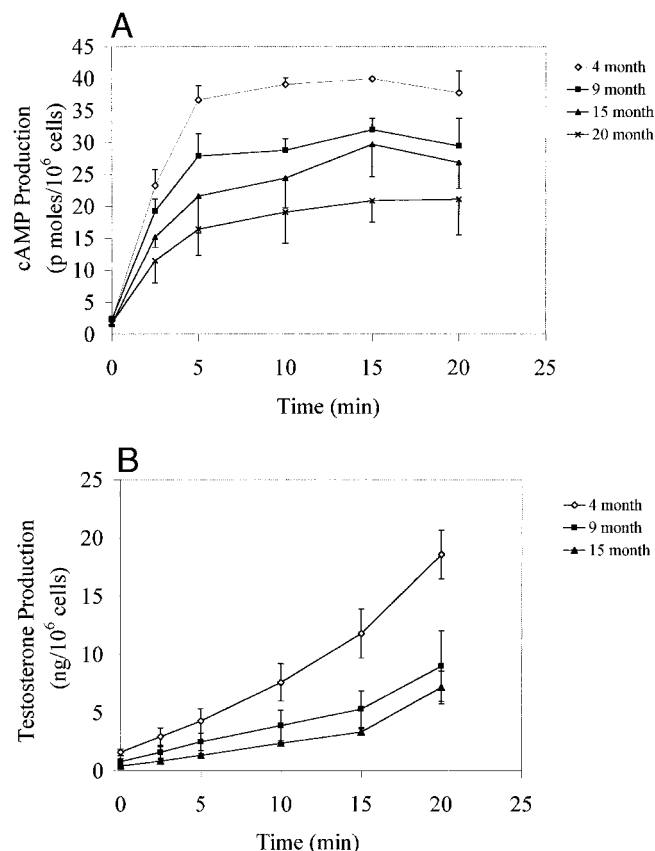 A
45
40
35
30
25
20
15
10
5
0
cAMP Production
(p moles/10⁶ cells)
0 5 10 15 20 25
Time (min)
4 month
9 month
15 month
20 month
B
25
20
15
10
5
0
Testosterone Production
(ng/10⁶ cells)
0 5 10 15 20 25
Time (min)
4 month
9 month
15 month